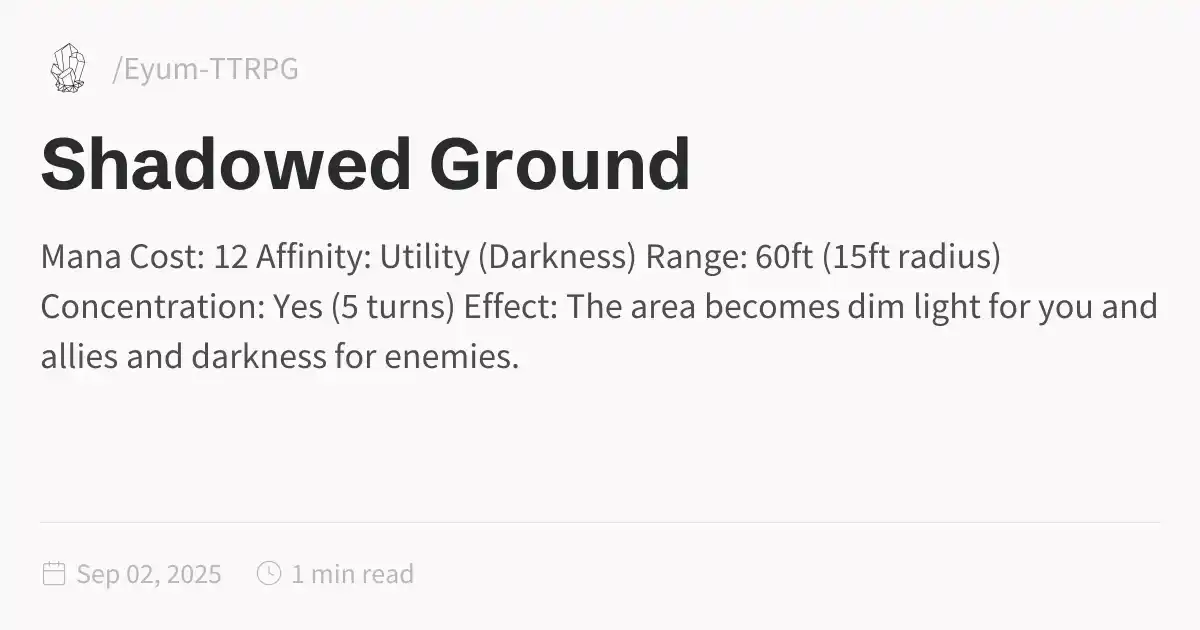 /Eyum-TTRPG
Shadowed Ground
Mana Cost: 12 Affinity: Utility (Darkness) Range: 60ft (15ft radius)
Concentration: Yes (5 turns) Effect: The area becomes dim light for you and
allies and darkness for enemies.
Sep 02, 2025 1 min read